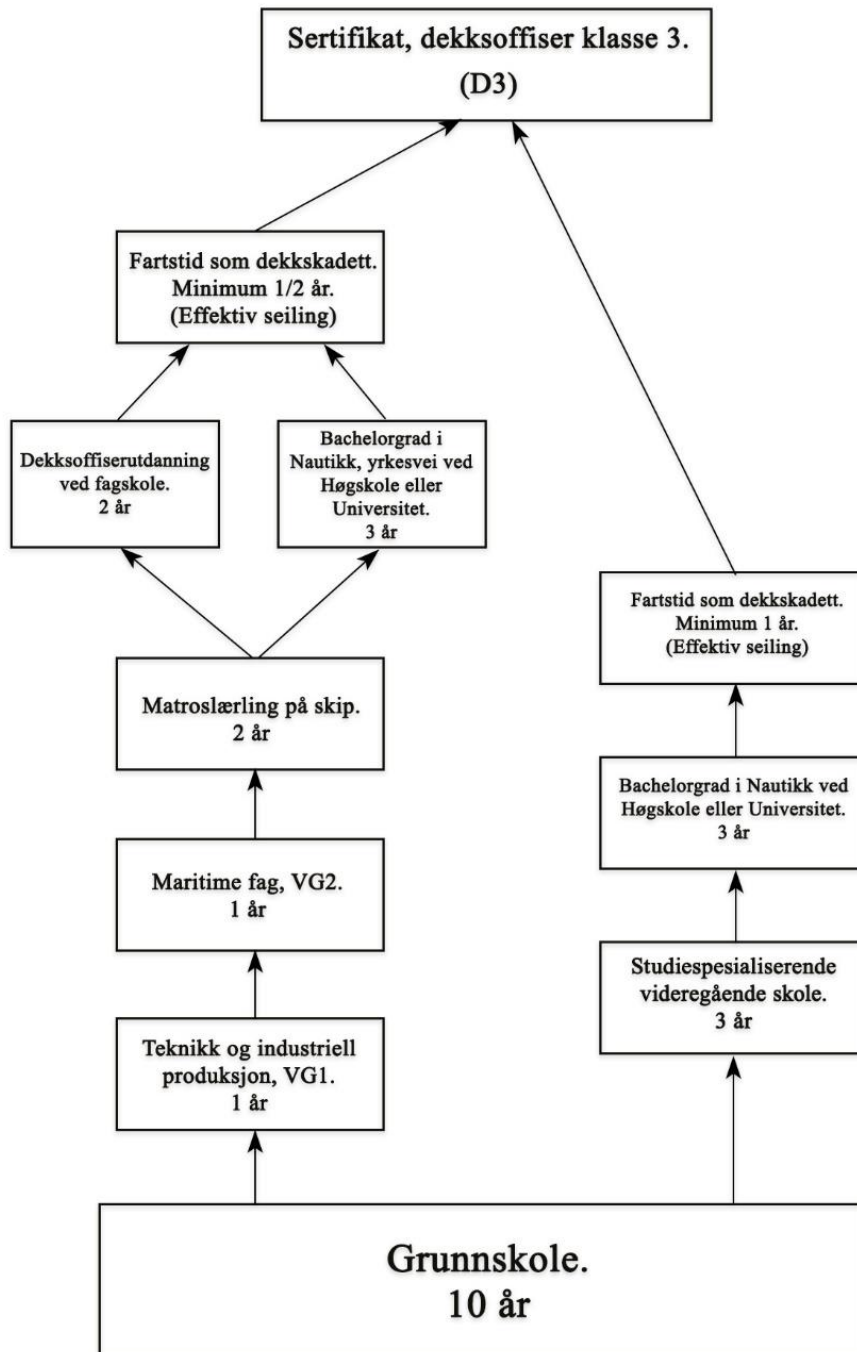 Sertifikat, dekksoffiser klasse 3.
(D3)
Fartstid som dekkskadett.
Minimum 1/2 år.
(Effektiv seiling)
Dekksoffiserutdanning
ved fagskole.
2 år
Bachelorgrad i
Nautikk, yrkesvei ved
Høgskole eller
Universitet.
3 år
Matroslærling på skip.
2 år
Maritime fag, VG2.
1 år
Teknikk og industriell
produksjon, VG1.
1 år
Fartstid som dekkskadett.
Minimum 1 år.
(Effektiv seiling)
Bachelorgrad i Nautikk ved
Høgskole eller Universitet.
3 år
Studiespesialiserende
videregående skole.
3 år
Grunnskole.
10 år